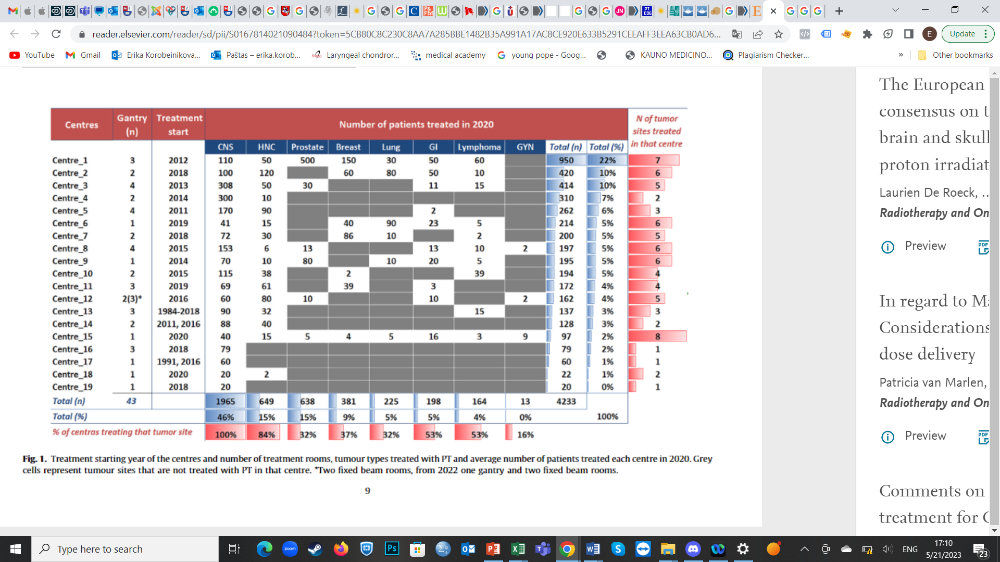 reader.elsevier.com/reader/sd/pii/S0167814021090484?token=5CB80C8C230C8AA7A285BBE1482B35A991A17AC8CE920E633B5291CEEAFF3EEA63CB0AD6...
E
Update
YouTube
Gmail
Erika Korobeinikova...
Paštas – erika.korob...
Laryngeal chondror...
medical academy
young pope - Goog...
KAUNO MEDICINO...
Plagiarism Checker...
»
Other bookmarks
Centres Gantry (n) Treatment start Number of patients treated in 2020 N of tumor sites treated in that centre
CNS HNC Prostate Breast Lung GI Lymphoma GYN Total (n) Total (%)
Centre_1 3 2012 110 50 500 150 30 50 60 950 22% 7
Centre_2 2 2018 100 120 60 80 50 10 420 10% 6
Centre_3 4 2013 308 50 30 11 15 414 10% 5
Centre_4 2 2014 300 10 310 7% 2
Centre_5 4 2011 170 90 2 262 6% 3
Centre_6 1 2019 41 15 40 90 23 5 214 5% 6
Centre_7 2 2018 72 30 86 10 2 200 5% 5
Centre_8 4 2015 153 6 13 13 10 2 197 5% 6
Centre_9 1 2014 70 10 80 10 20 5 195 5% 6
Centre_10 2 2015 115 38 2 39 194 5% 4
Centre_11 3 2019 69 61 39 3 172 4% 4
Centre_12 2(3)* 2016 60 80 10 10 2 162 4% 5
Centre_13 3 1984-2018 90 32 15 137 3% 3
Centre_14 2 2011, 2016 88 40 128 3% 2
Centre_15 1 2020 40 15 5 4 5 16 3 9 97 2% 8
Centre_16 3 2018 79 79 2% 1
Centre_17 1 1991, 2016 60 60 1% 1
Centre_18 1 2020 20 2 22 1% 2
Centre_19 1 2018 20 20 0% 1
Total (n) 43 1965 649 638 381 225 198 164 13 4233
Total (%) 46% 15% 15% 9% 5% 5% 4% 0% 100%
% of centras treating that tumor site 100% 84% 32% 37% 32% 53% 53% 16%
Fig. 1. Treatment starting year of the centres and number of treatment rooms, tumour types treated with PT and average number of patients treated each centre in 2020. Grey
cells represent tumour sites that are not treated with PT in that centre. *Two fixed beam rooms, from 2022 one gantry and two fixed beam rooms.
9
The European
consensus on t
brain and skull
proton irradiat
Laurien De Roeck, ..
Radiotherapy and On
Preview
PDF
In regard to Ma
Considerations
dose delivery
Patricia van Marlen,
Radiotherapy and On
Preview
PDF
Comments on
treatment for C
Type here to search
zoom
Ps
ENG
17:10
5/21/2023
23